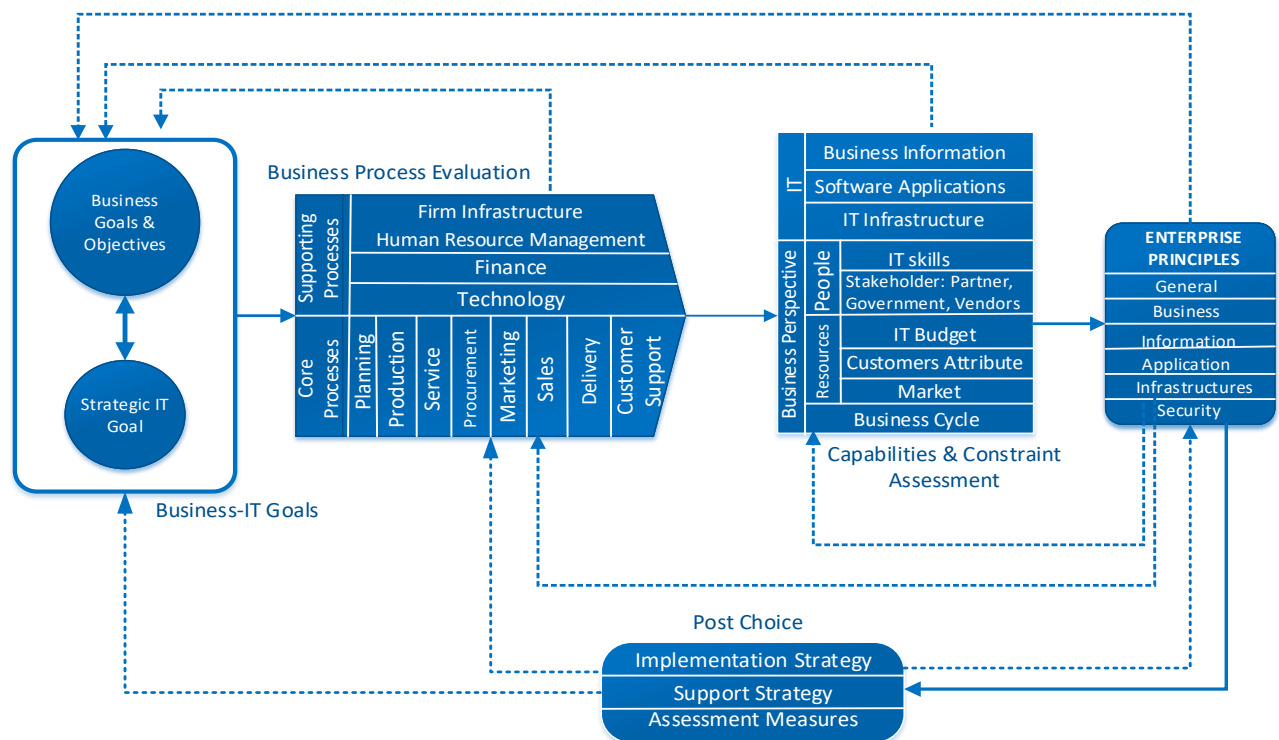 Business
Goals &
Objectives
Strategic IT
Goal
Business-IT Goals
Business Process Evaluation
Supporting
Processes
Firm Infrastructure
Human Resource Management
Finance
Technology
Core
Processes
Planning
Production
Service
Procurement
Marketing
Sales
Delivery
Customer
Support
IT
Business Information
Software Applications
IT Infrastructure
Business Perspective
People
IT skills
Stakeholder: Partner,
Government, Vendors
Resources
IT Budget
Customers Attribute
Market
Business Cycle
Capabilities & Constraint
Assessment
ENTERPRISE
PRINCIPLES
General
Business
Information
Application
Infrastructures
Security
Post Choice
Implementation Strategy
Support Strategy
Assessment Measures